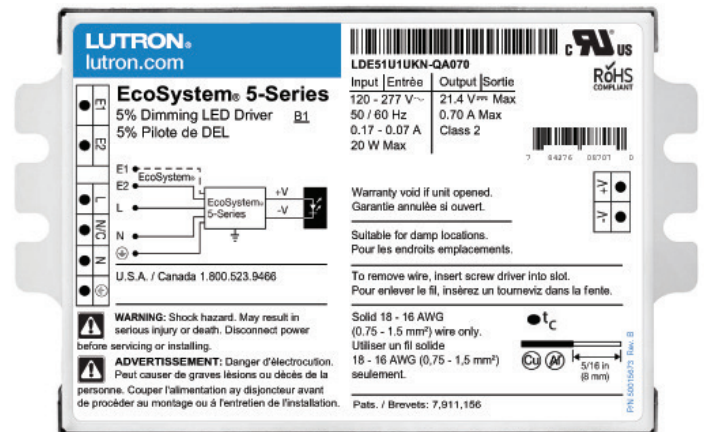 LUTRON®
lutron.com
EcoSystem® 5-Series
5% Dimming LED Driver B1
5% Pilote de DEL
E1
E2
L
N/C
N
E1
EcoSystem®
E2
L
N
EcoSystem®
5-Series
+V
-V
U.S.A. / Canada 1.800.523.9466
WARNING: Shock hazard. May result in
serious injury or death. Disconnect power
before servicing or installing.
ADVERTISSEMENT: Danger d'électrocution.
Peut causer de graves lésions ou décès de la
personne. Couper l'alimentation ay disjoncteur avant
de procéder au montage ou á l'entretien de l'installation.
LDE51U1UKN-QA070
c RU US
RoHS
COMPLIANT
Input | Entrèe Output | Sortie
120 - 277 V~ 21.4 V⎓ Max
50 / 60 Hz 0.70 A Max
0.17 - 0.07 A Class 2
20 W Max
7 84276 08701 0
+V
-V
Warranty void if unit opened.
Garantie annulée si ouvert.
Suitable for damp locations.
Pour les endroits emplacements.
To remove wire, insert screw driver into slot.
Pour enlever le fil, insèrez un tourneviz dans la fente.
Solid 18 - 16 AWG
(0.75 - 1.5 mm²) wire only.
Utiliser un fil solide
18 - 16 AWG (0,75 - 1,5 mm²)
seulement.
tc
Cu Al
5/16 in
(8 mm)
Pats. / Brevets: 7,911,156
P/N 50015673 Rev. B